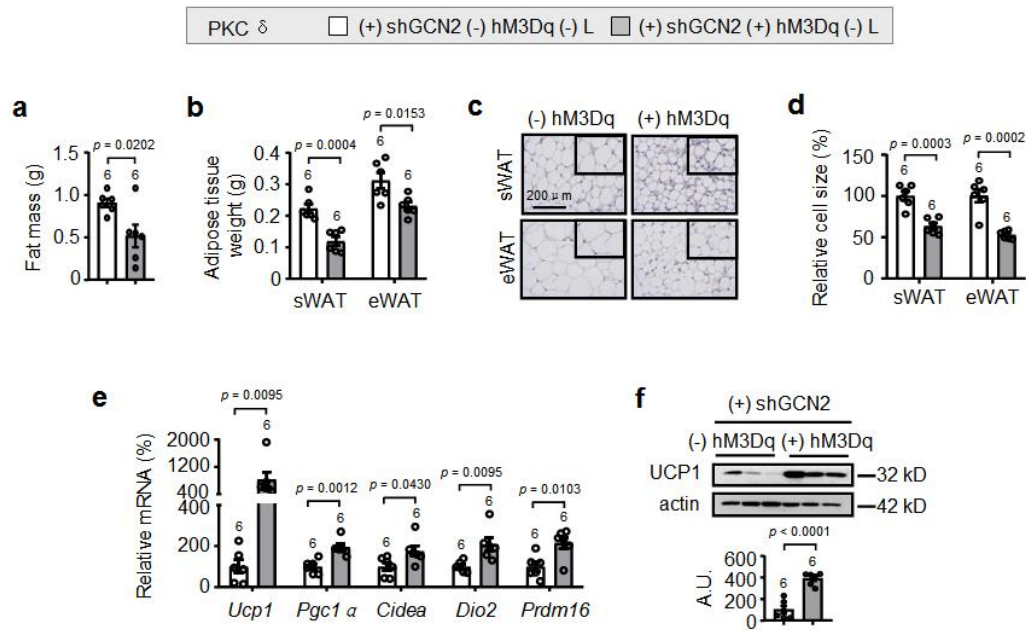 PKC δ (+) shGCN2 (-) hM3Dq (-) L (+) shGCN2 (+) hM3Dq (-) L
a
p = 0.0202
6 6
Fat mass (g)
1.5
1.0
0.5
0.0
b
p = 0.0153
p = 0.0004
6 6 6 6
Adipose tissue
weight (g)
0.4
0.3
0.2
0.1
0
sWAT eWAT
c
(-) hM3Dq (+) hM3Dq
sWAT
200 μm
eWAT
d
p = 0.0003 p = 0.0002
6 6 6 6
Relative cell size (%)
150
100
50
0
sWAT eWAT
e
p = 0.0095
p = 0.0012 p = 0.0430 p = 0.0095 p = 0.0103
6 6 6 6 6 6 6 6 6 6
Relative mRNA (%)
2000
1200
400
400
200
0
Ucp1 Pgc1 α Cidea Dio2 Prdm16
f
(+) shGCN2
(-) hM3Dq (+) hM3Dq
UCP1 32 kD
actin 42 kD
p < 0.0001
6 6
A.U.
600
400
200
0